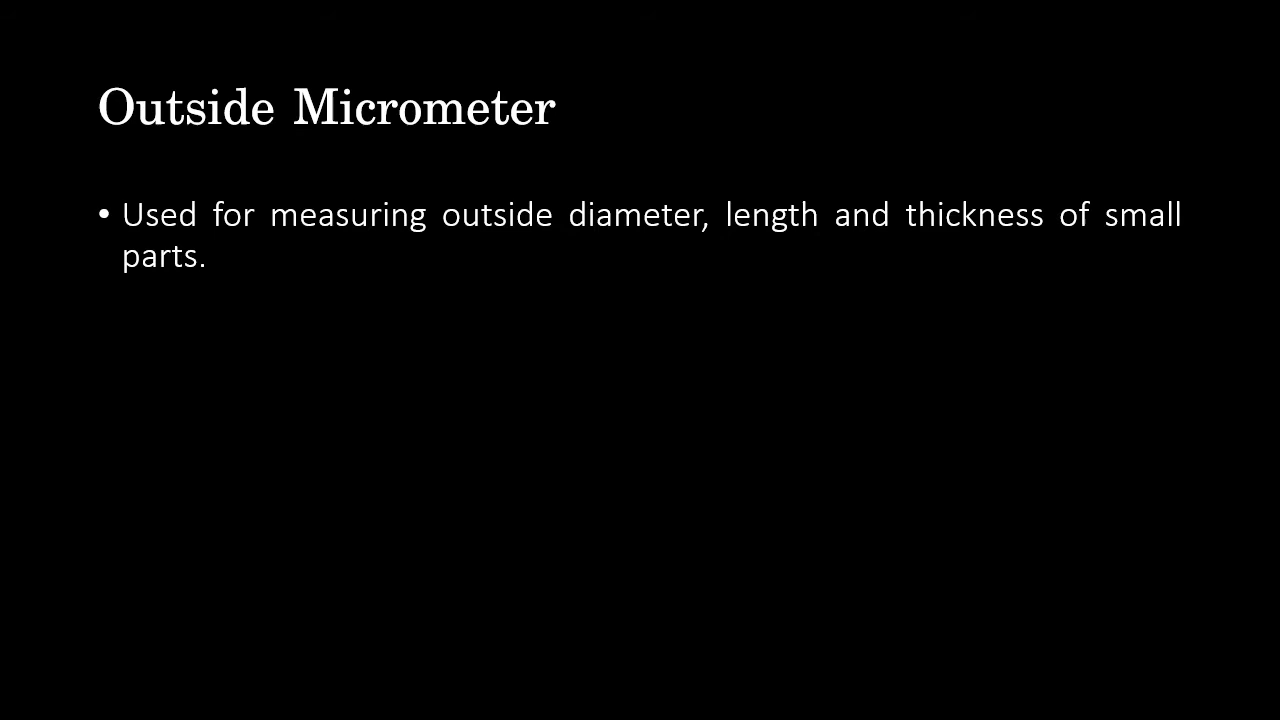 Outside Micrometer
• Used for measuring outside diameter, length and thickness of small
parts.